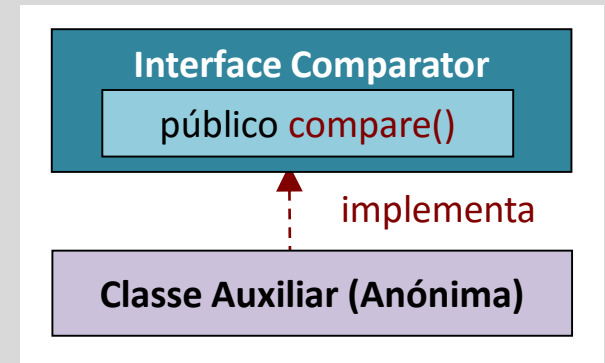 Interface Comparator
público compare()
implementa
Classe Auxiliar (Anónima)